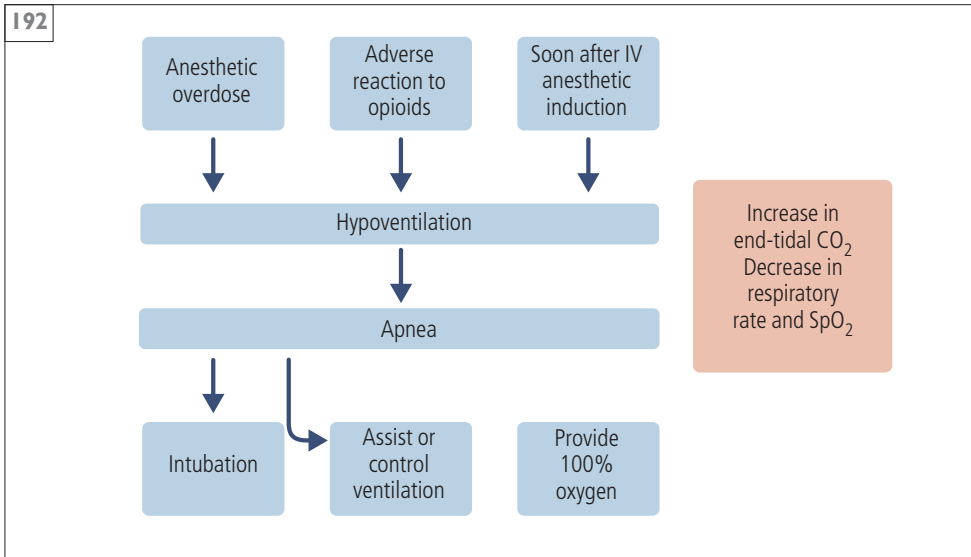 192
Anesthetic
overdose
Adverse
reaction to
opioids
Soon after IV
anesthetic
induction
Hypoventilation
Increase in
end-tidal CO₂
Decrease in
respiratory
rate and SpO₂
Apnea
Intubation
Assist or
control
ventilation
Provide
100%
oxygen